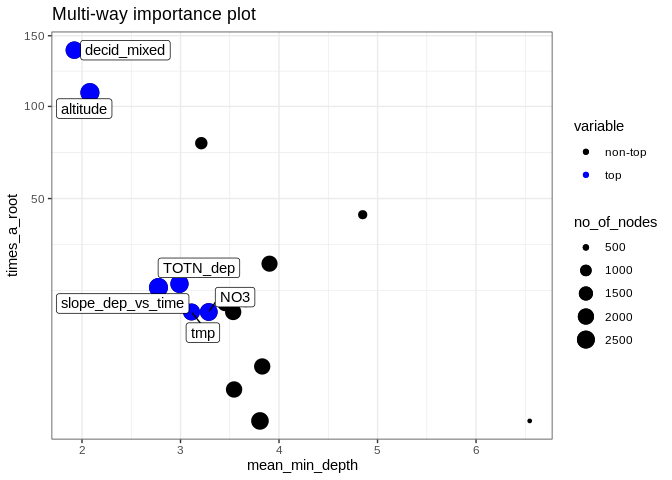 Multi-way importance plot
150
100
50
times_a_root
decid_mixed
altitude
TOTN_dep
slope_dep_vs_time
NO3
tmp
2
3
4
5
6
mean_min_depth
variable
non-top
top
no_of_nodes
500
1000
1500
2000
2500